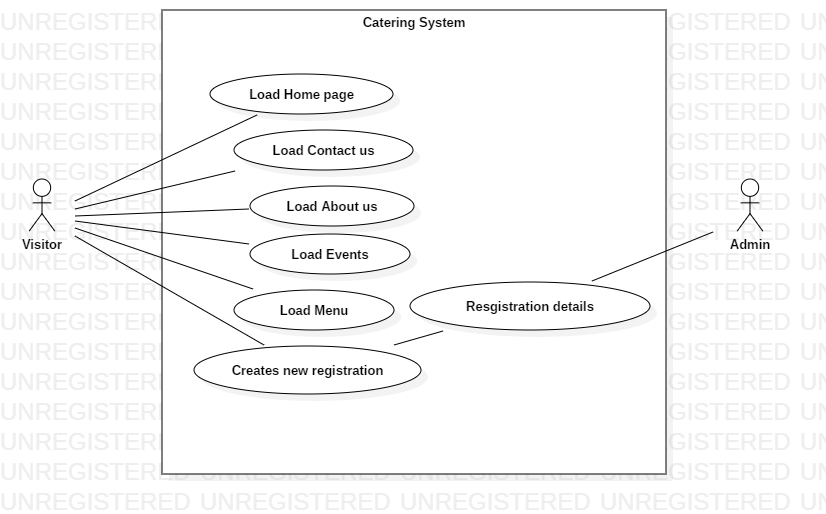 Catering System
Load Home page
Load Contact us
Load About us
Load Events
Load Menu
Resgistration details
Creates new registration
Visitor
Admin
UNREGISTERED UNREGISTERED UNREGISTERED UNREGISTERED UN